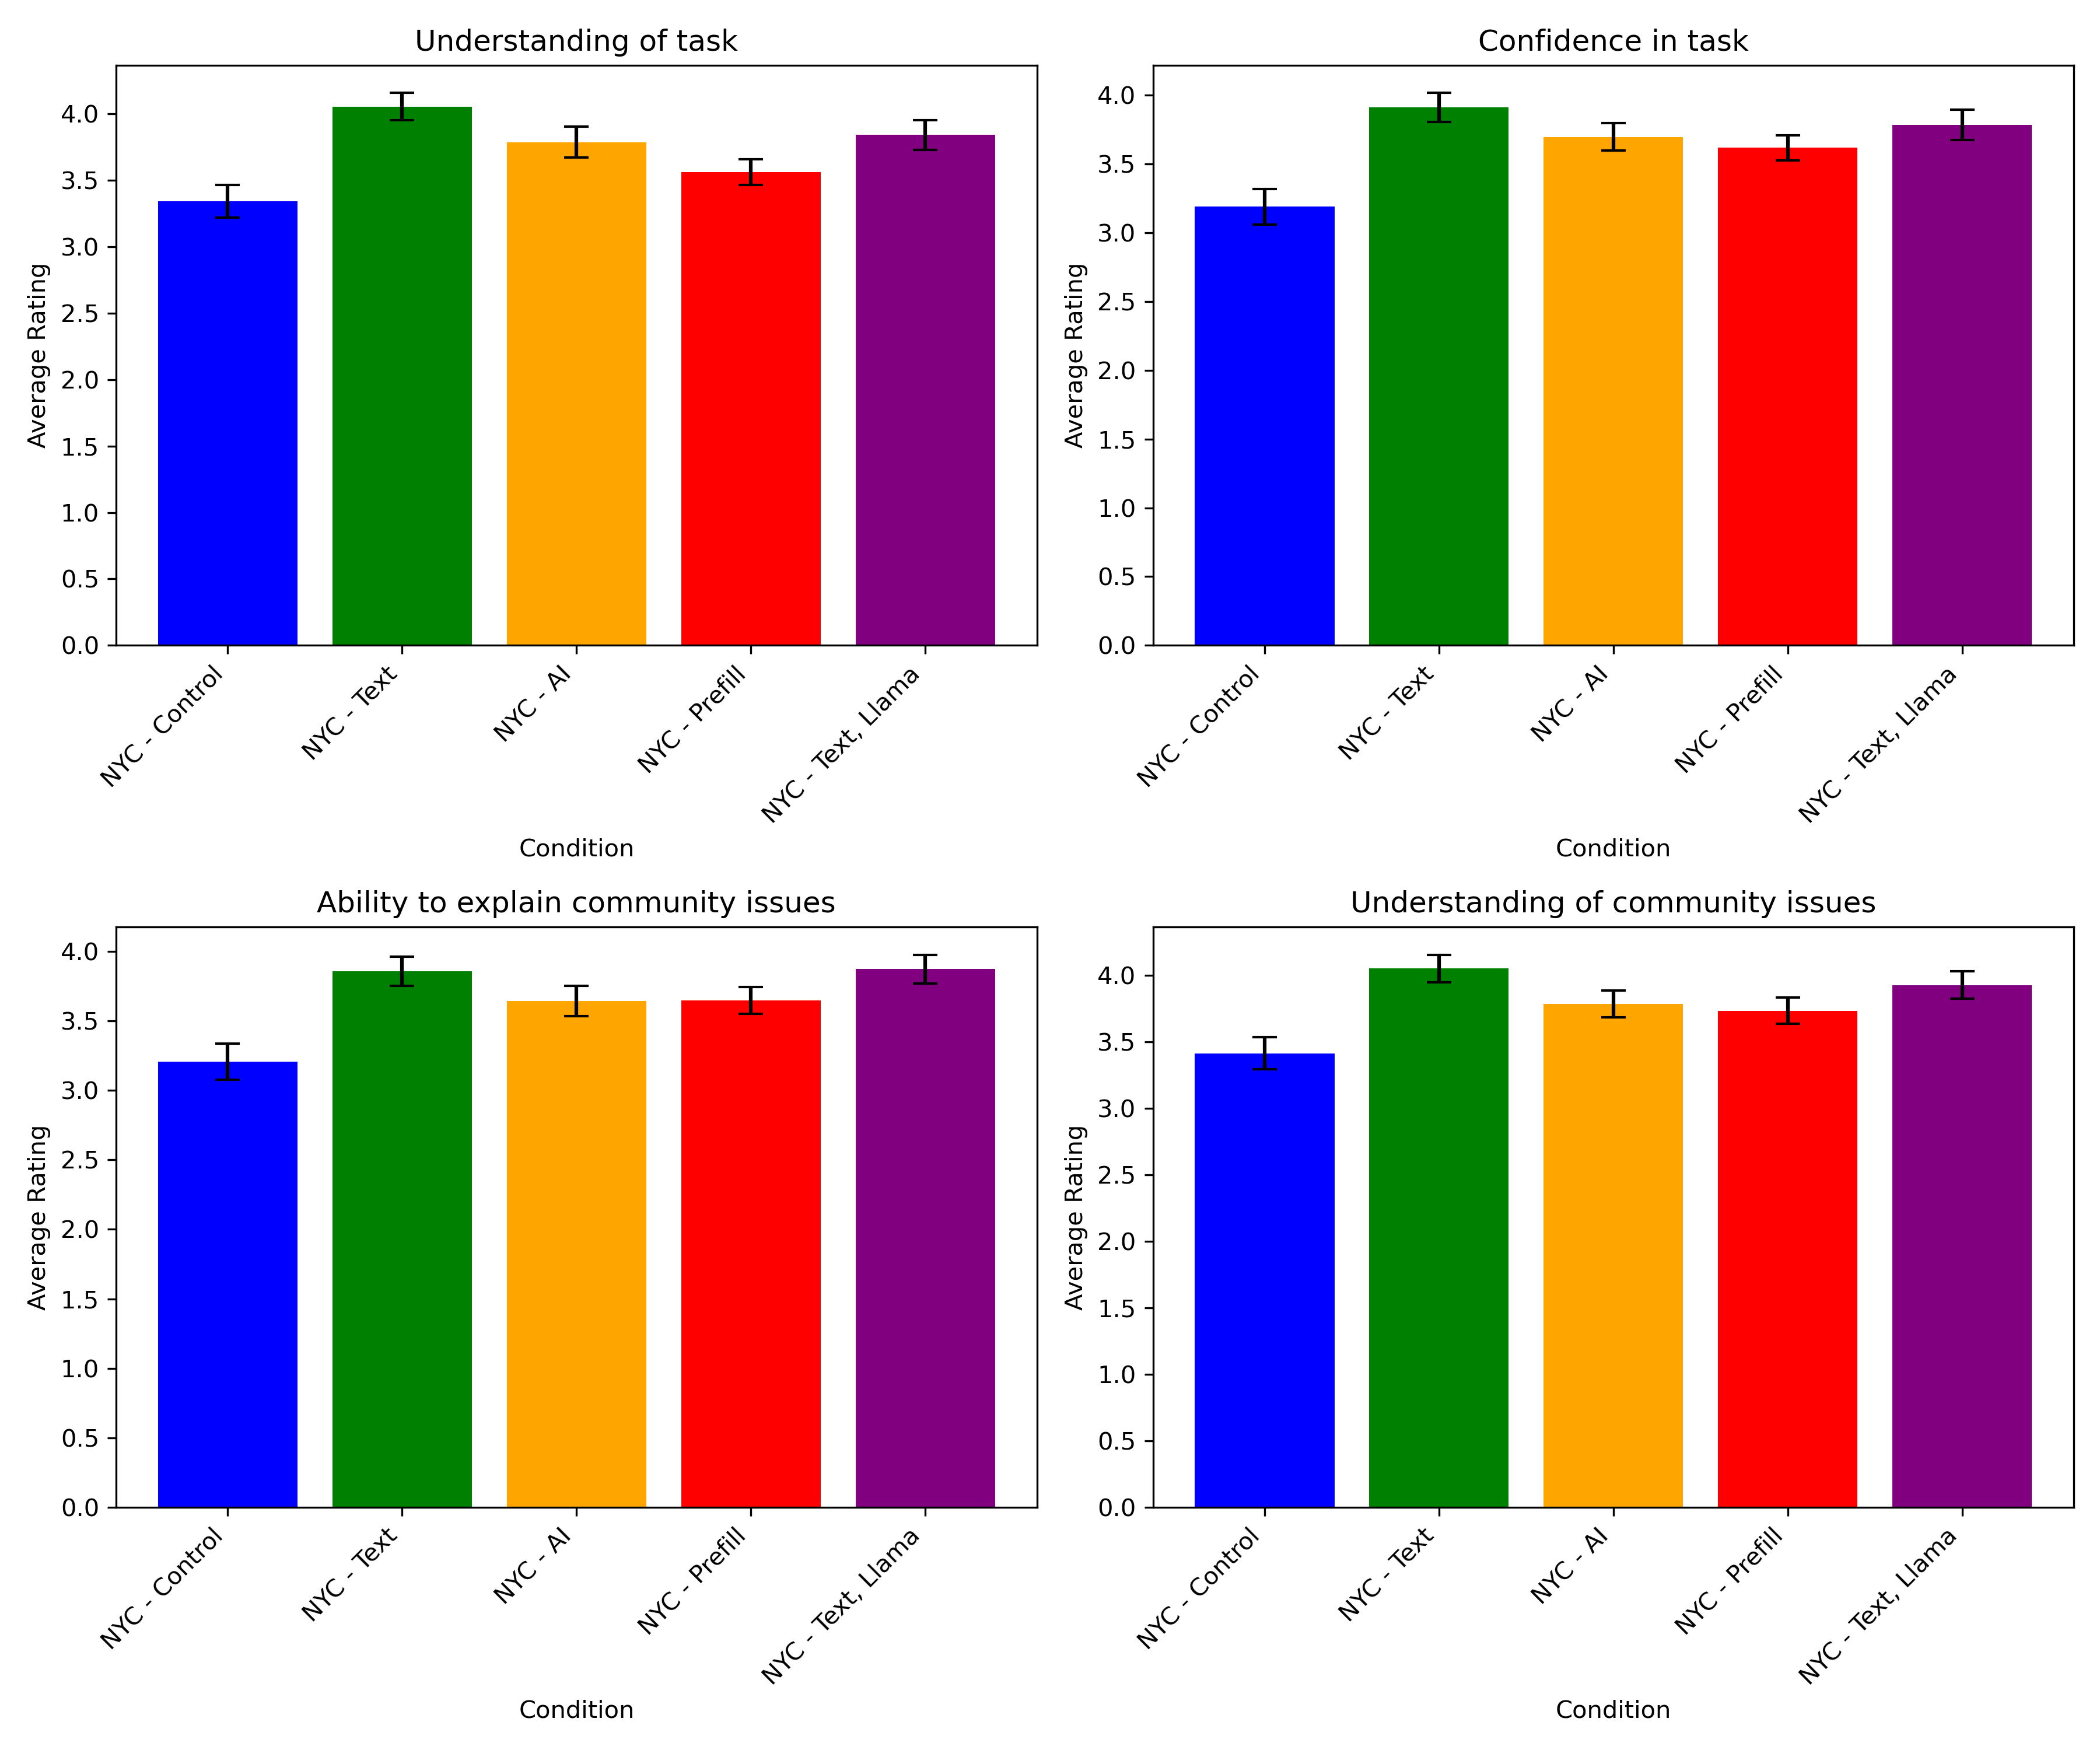 Understanding of task
Average Rating
4.0
3.5
3.0
2.5
2.0
1.5
1.0
0.5
0.0
NYC - Control
NYC - Text
NYC - AI
NYC - Prefill
NYC - Text, Llama
Condition
Confidence in task
Average Rating
4.0
3.5
3.0
2.5
2.0
1.5
1.0
0.5
0.0
NYC - Control
NYC - Text
NYC - AI
NYC - Prefill
NYC - Text, Llama
Condition
Ability to explain community issues
Average Rating
4.0
3.5
3.0
2.5
2.0
1.5
1.0
0.5
0.0
NYC - Control
NYC - Text
NYC - AI
NYC - Prefill
NYC - Text, Llama
Condition
Understanding of community issues
Average Rating
4.0
3.5
3.0
2.5
2.0
1.5
1.0
0.5
0.0
NYC - Control
NYC - Text
NYC - AI
NYC - Prefill
NYC - Text, Llama
Condition